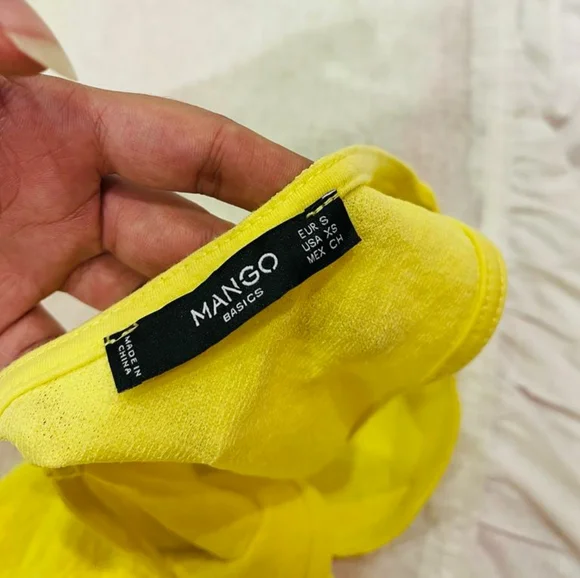 MANGO
BASICS
EUR S
USA XS
MEX CH
MADE IN
CHINA